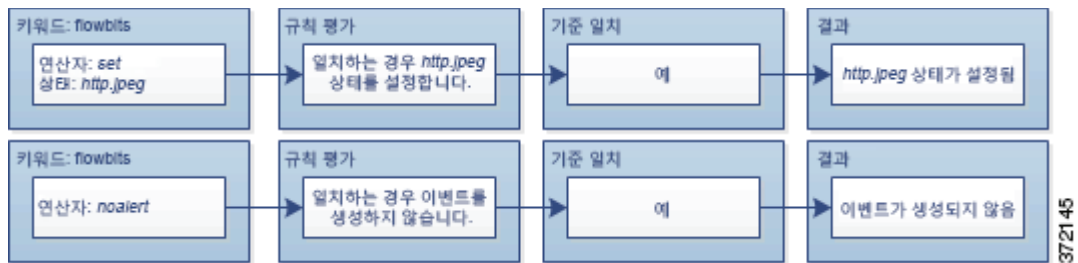 키워드: flowbits
연산자: set
상태: http.jpeg
규칙 평가
일치하는 경우 http.jpeg
상태를 설정합니다.
기준 일치
예
결과
http.jpeg 상태가 설정됨
키워드: flowbits
연산자: noalert
규칙 평가
일치하는 경우 이벤트를
생성하지 않습니다.
기준 일치
예
결과
이벤트가 생성되지 않음
372145